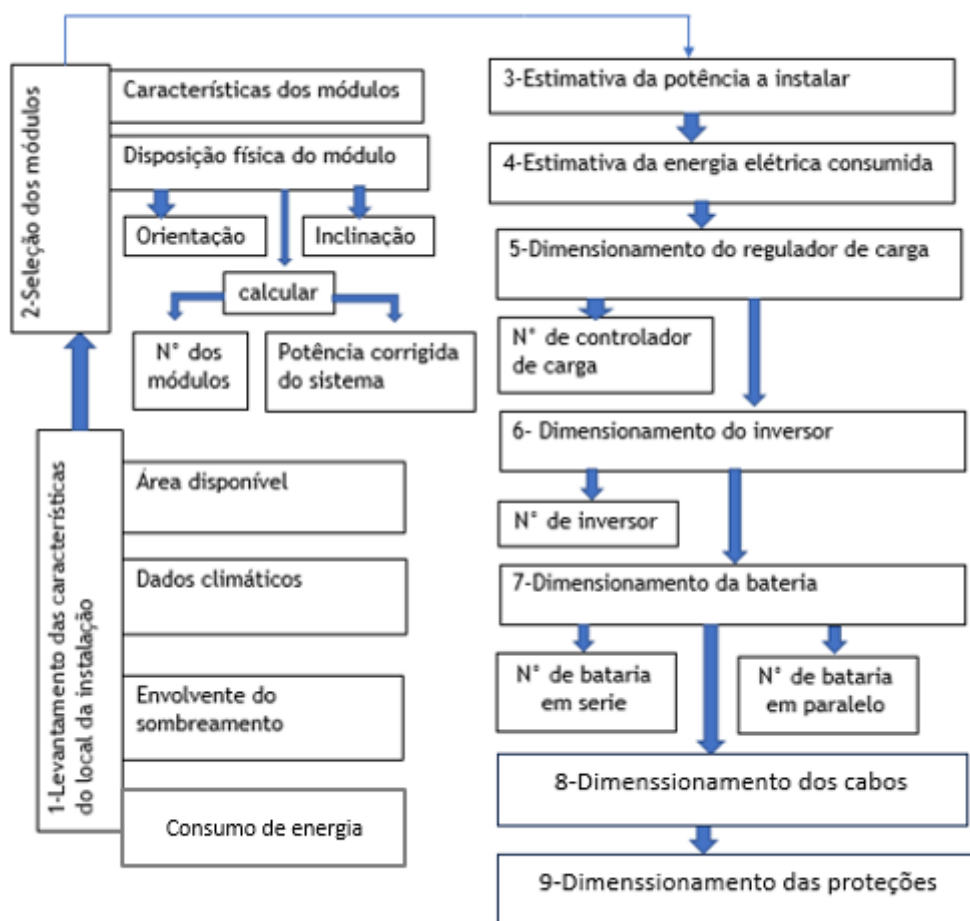 2-Seleção dos módulos
Características dos módulos
Disposição física do módulo
Orientação
Inclinação
calcular
N° dos
módulos
Potência corrigida
do sistema
1-Levantamento das características
do local da instalação
Área disponível
Dados climáticos
Envolvente do
sombreamento
Consumo de energia
3-Estimativa da potência a instalar
4-Estimativa da energia elétrica consumida
5-Dimensionamento do regulador de carga
N° de controlador
de carga
6- Dimensionamento do inversor
N° de inversor
7-Dimensionamento da bateria
N° de bataria
em serie
N° de bataria
em paralelo
8-Dimenssionamento dos cabos
9-Dimenssionamento das proteções